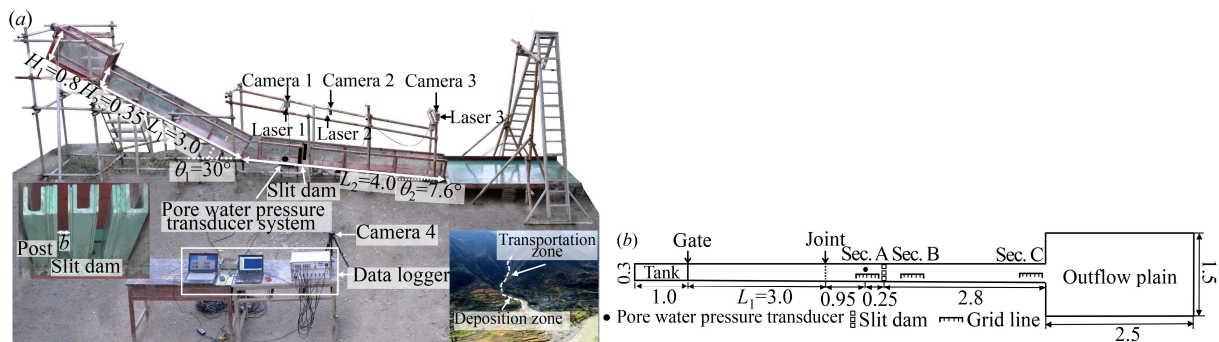 (a)
H₁=0.8
H₂=0.35
L₁=3.0
θ₁=30°
Camera 1
Camera 2
Camera 3
Laser 1
Laser 2
Laser 3
L₂=4.0
θ₂=7.6°
Slit dam
Pore water pressure
transducer system
Post
b
Slit dam
Camera 4
Data logger
Transportation
zone
Deposition zone
(b)
Gate
Joint
Sec. A
Sec. B
Sec. C
0.3
Tank
Outflow plain
1.5
1.0
L₁=3.0
0.95
0.25
2.8
Pore water pressure transducer
Slit dam
Grid line
2.5